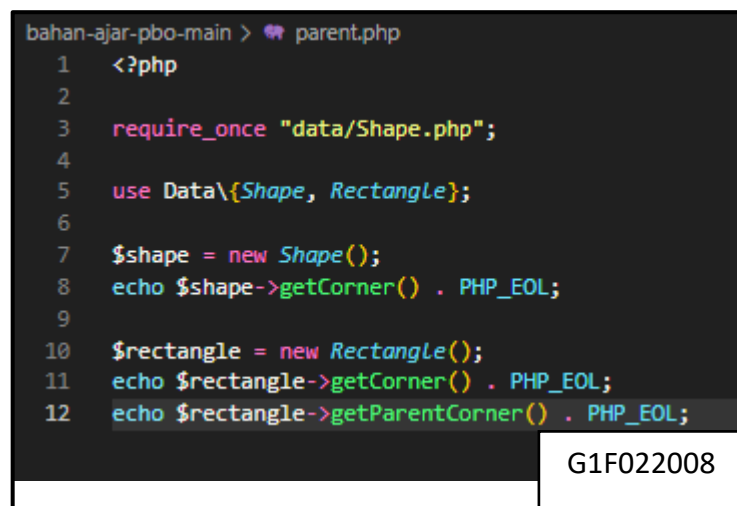 bahan-ajar-pbo-main > parent.php
1 <?php
2
3 require_once "data/Shape.php";
4
5 use Data\{Shape, Rectangle};
6
7 $shape = new Shape();
8 echo $shape->getCorner() . PHP_EOL;
9
10 $rectangle = new Rectangle();
11 echo $rectangle->getCorner() . PHP_EOL;
12 echo $rectangle->getParentCorner() . PHP_EOL;
G1F022008